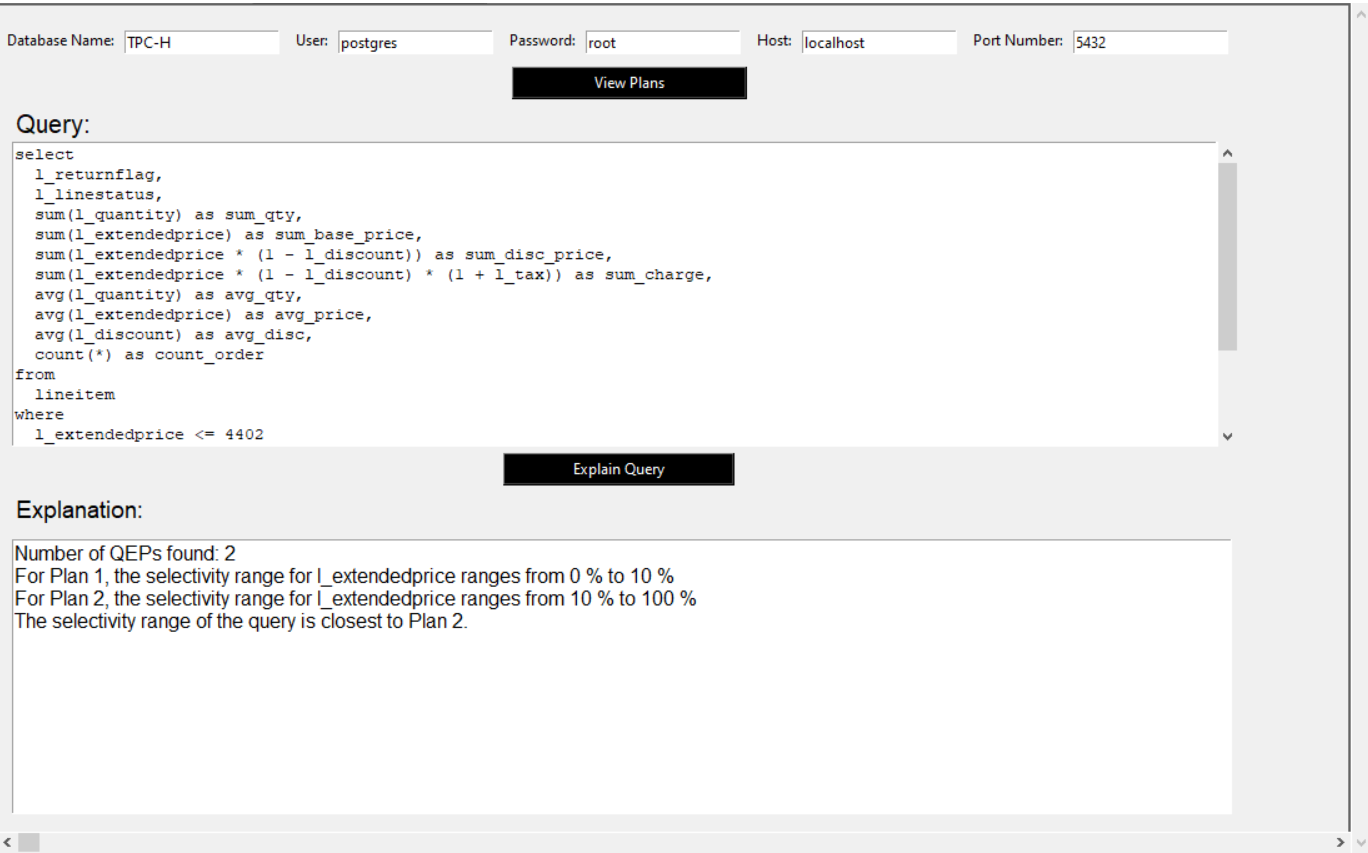 Database Name: TPC-H User: postgres Password: root Host: localhost Port Number: 5432
View Plans
Query:
select
  l_returnflag,
  l_linestatus,
  sum(l_quantity) as sum_qty,
  sum(l_extendedprice) as sum_base_price,
  sum(l_extendedprice * (1 - l_discount)) as sum_disc_price,
  sum(l_extendedprice * (1 - l_discount) * (1 + l_tax)) as sum_charge,
  avg(l_quantity) as avg_qty,
  avg(l_extendedprice) as avg_price,
  avg(l_discount) as avg_disc,
  count(*) as count_order
from
  lineitem
where
  l_extendedprice <= 4402
Explain Query
Explanation:
Number of QEPs found: 2
For Plan 1, the selectivity range for l_extendedprice ranges from 0 % to 10 %
For Plan 2, the selectivity range for l_extendedprice ranges from 10 % to 100 %
The selectivity range of the query is closest to Plan 2.